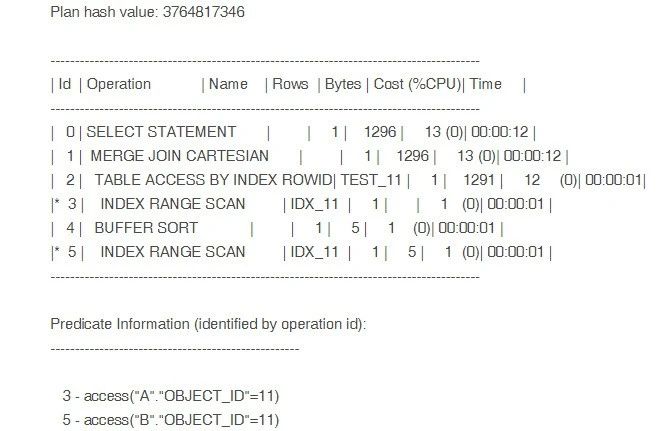 Plan hash value: 3764817346
---------------------------------------------------------------------------------------
| Id | Operation | Name | Rows | Bytes | Cost (%CPU)| Time |
---------------------------------------------------------------------------------------
| 0 | SELECT STATEMENT | | 1 | 1296 | 13 (0)| 00:00:12 |
| 1 | MERGE JOIN CARTESIAN | | 1 | 1296 | 13 (0)| 00:00:12 |
| 2 | TABLE ACCESS BY INDEX ROWID| TEST_11 | 1 | 1291 | 12 (0)| 00:00:01|
|* 3 | INDEX RANGE SCAN | IDX_11 | 1 | | 1 (0)| 00:00:01 |
| 4 | BUFFER SORT | | 1 | 5 | 1 (0)| 00:00:01 |
|* 5 | INDEX RANGE SCAN | IDX_11 | 1 | 5 | 1 (0)| 00:00:01 |
---------------------------------------------------------------------------------------
Predicate Information (identified by operation id):
---------------------------------------------------
3 - access("A"."OBJECT_ID"=11)
5 - access("B"."OBJECT_ID"=11)